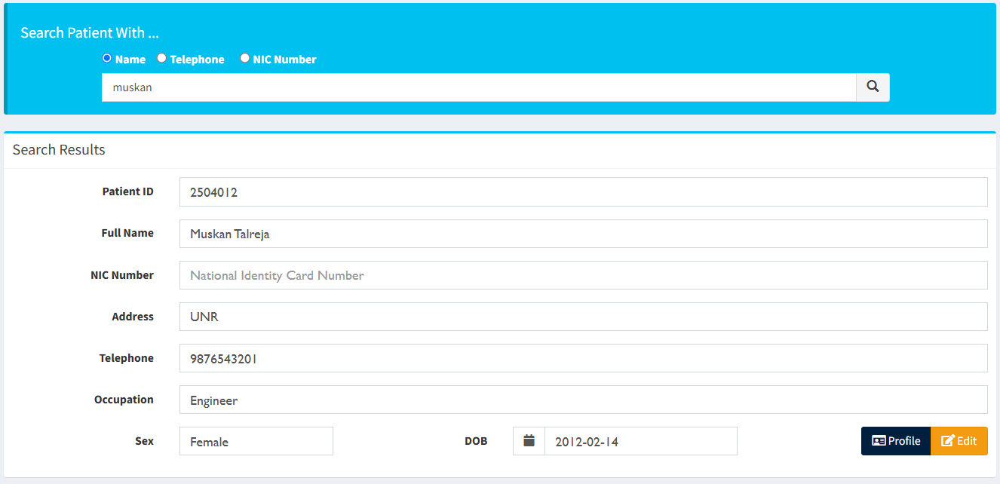 Search Patient With ...
Name Telephone NIC Number
muskan
Search Results
Patient ID 2504012
Full Name Muskan Talreja
NIC Number National Identity Card Number
Address UNR
Telephone 9876543201
Occupation Engineer
Sex Female DOB 2012-02-14 Profile Edit